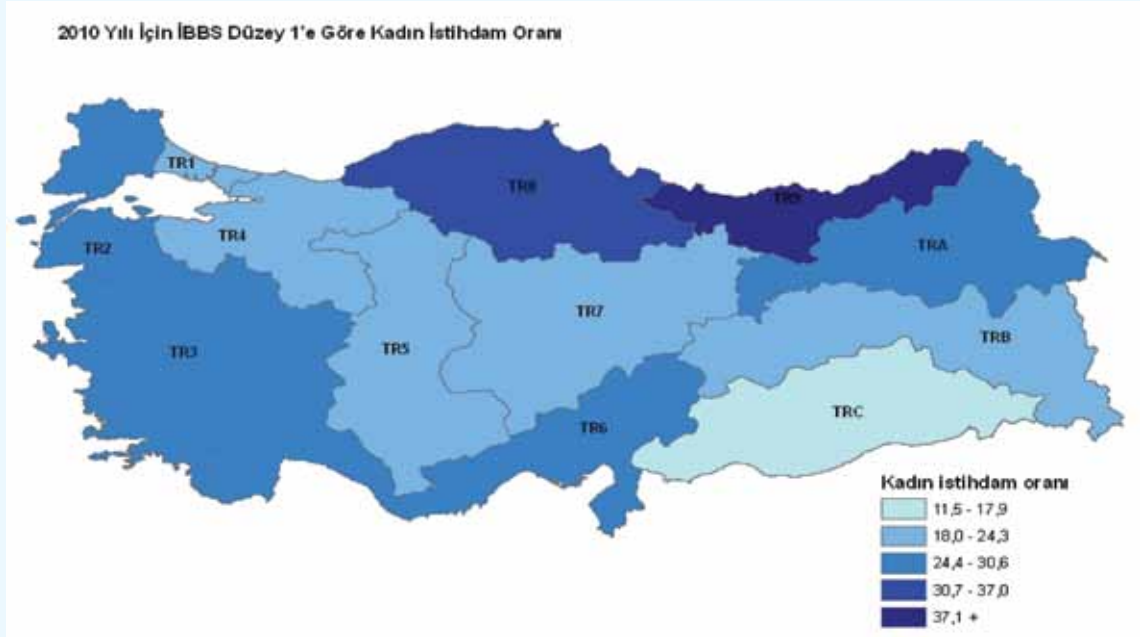 2010 Yılı İçin İBBS Düzey 1'e Göre Kadın İstihdam Oranı
TR1
TR8
TR9
TR2
TR4
TRA
TR3
TR5
TR7
TRB
TR6
TRC
Kadın istihdam oranı
11,5 - 17,9
18,0 - 24,3
24,4 - 30,6
30,7 - 37,0
37,1 +